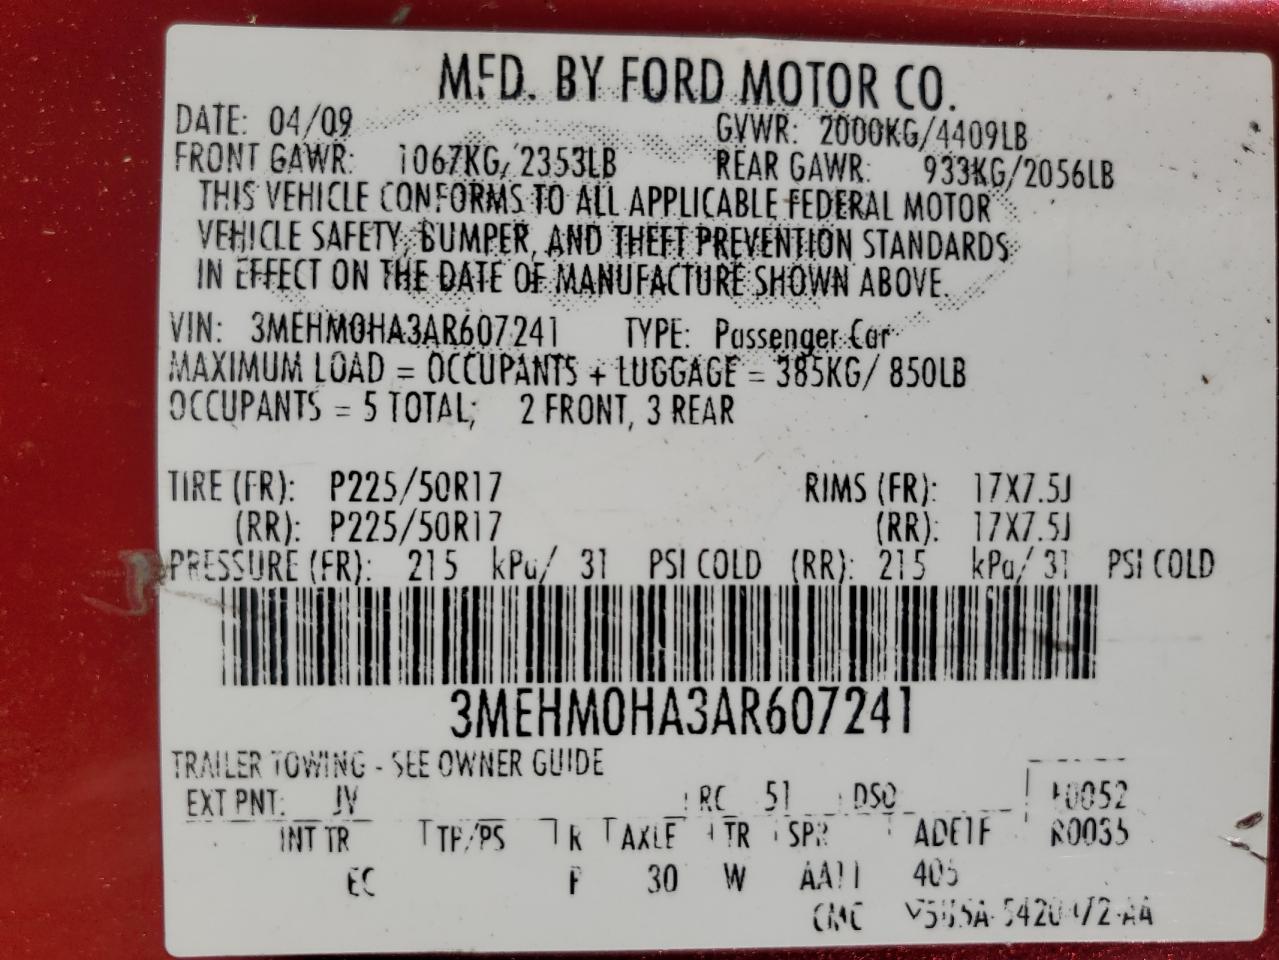 MFD. BY FORD MOTOR CO.
DATE: 04/09 GVWR: 2000KG/4409LB
FRONT GAWR: 1067KG/2353LB REAR GAWR: 933KG/2056LB
THIS VEHICLE CONFORMS TO ALL APPLICABLE FEDERAL MOTOR
VEHICLE SAFETY, BUMPER, AND THEFT PREVENTION STANDARDS
IN EFFECT ON THE DATE OF MANUFACTURE SHOWN ABOVE.
VIN: 3MEHM0HA3AR607241 TYPE: Passenger Car
MAXIMUM LOAD = OCCUPANTS + LUGGAGE = 385KG/ 850LB
OCCUPANTS = 5 TOTAL; 2 FRONT, 3 REAR
TIRE (FR): P225/50R17 RIMS (FR): 17X7.5J
(RR): P225/50R17 (RR): 17X7.5J
PRESSURE (FR): 215 kPa/ 31 PSI COLD (RR): 215 kPa/ 31 PSI COLD
3MEHM0HA3AR607241
TRAILER TOWING - SEE OWNER GUIDE
EXT PNT: JV RC 51 DSO
INT TR TP/PS R AXLE TR SPR
EC 30 W AA11 405